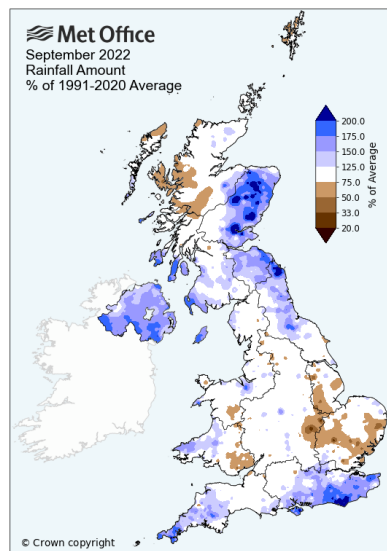 Met Office
September 2022
Rainfall Amount
% of 1991-2020 Average
200.0
175.0
150.0
125.0
75.0
50.0
33.0
20.0
% of Average
© Crown copyright